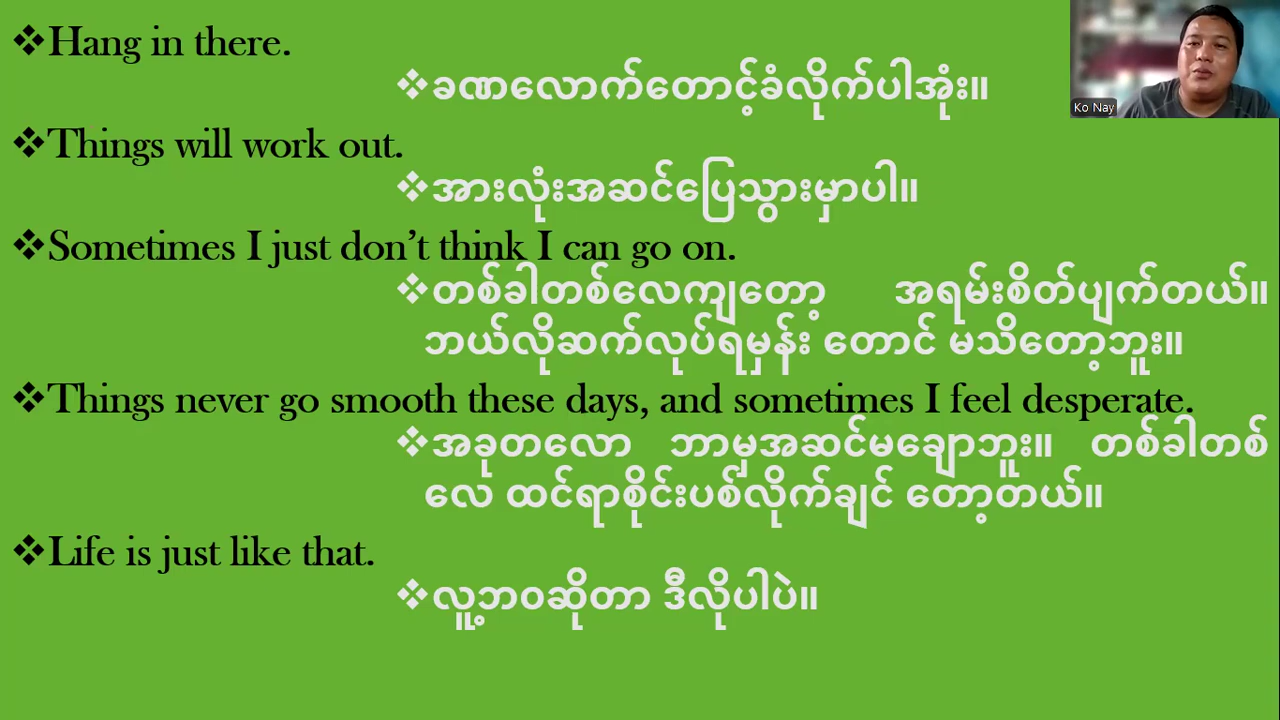 ❖Hang in there.
❖ခဏလောက်တောင့်ခံလိုက်ပါအုံး။
❖Things will work out.
❖အားလုံးအဆင်ပြေသွားမှာပါ။
❖Sometimes I just don’t think I can go on.
❖တစ်ခါတစ်လေကျတော့ အရမ်းစိတ်ပျက်တယ်။
ဘယ်လိုဆက်လုပ်ရမှန်း တောင် မသိတော့ဘူး။
❖Things never go smooth these days, and sometimes I feel desperate.
❖အခုတလော ဘာမှအဆင်မချောဘူး။ တစ်ခါတစ်
လေ ထင်ရာစိုင်းပစ်လိုက်ချင် တော့တယ်။
❖Life is just like that.
❖လူ့ဘဝဆိုတာ ဒီလိုပါပဲ။
Ko Nay